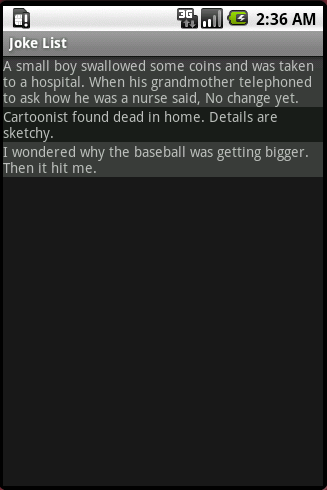 3G 2:36 AM
Joke List
A small boy swallowed some coins and was taken
to a hospital. When his grandmother telephoned
to ask how he was a nurse said, No change yet.
Cartoonist found dead in home. Details are
sketchy.
I wondered why the baseball was getting bigger.
Then it hit me.